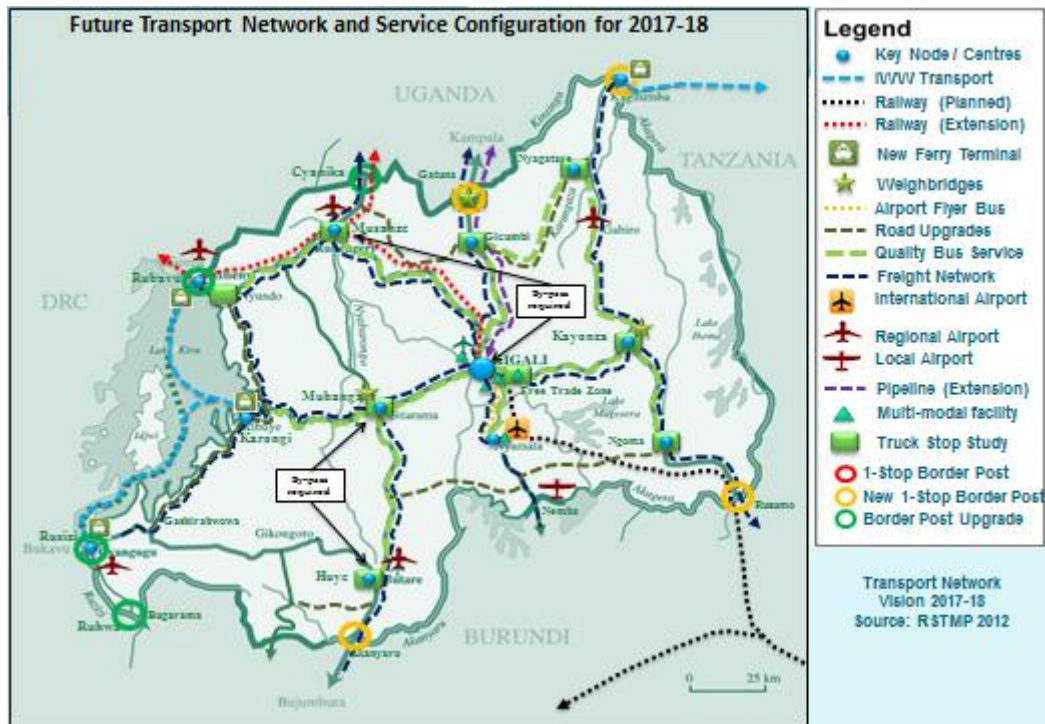 Future Transport Network and Service Configuration for 2017-18
UGANDA
Kampala
TANZANIA
Cyanika
Gatuna
Nyagatare
Musanze
Gicumbi
Gabiro
Rubavu
DRC
Nyundo
By-pass
required
Kayonza
KIGALI
Free Trade Zone
Muhanga
Gitarama
Karongi
Ngoma
Nyamata
By-pass
required
Nemba
Rusumo
Gashirabwowa
Gikongoro
Rusizi
Bukavu
Huye
Butare
Bugarama
Ruhwa
Akanyaru
BURUNDI
Bujumbura
0 25 km
Legend
Key Node / Centres
IWW Transport
Railway (Planned)
Railway (Extension)
New Ferry Terminal
Weighbridges
Airport Flyer Bus
Road Upgrades
Quality Bus Service
Freight Network
International Airport
Regional Airport
Local Airport
Pipeline (Extension)
Multi-modal facility
Truck Stop Study
1-Stop Border Post
New 1-Stop Border Post
Border Post Upgrade
Transport Network
Vision 2017-18
Source: RSTMP 2012